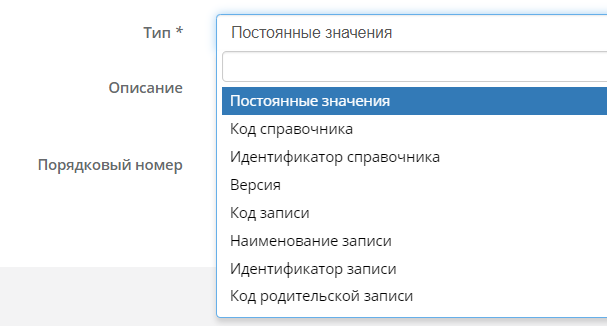 Тип * Постоянные значения
Описание
Постоянные значения
Код справочника
Идентификатор справочника
Порядковый номер
Версия
Код записи
Наименование записи
Идентификатор записи
Код родительской записи